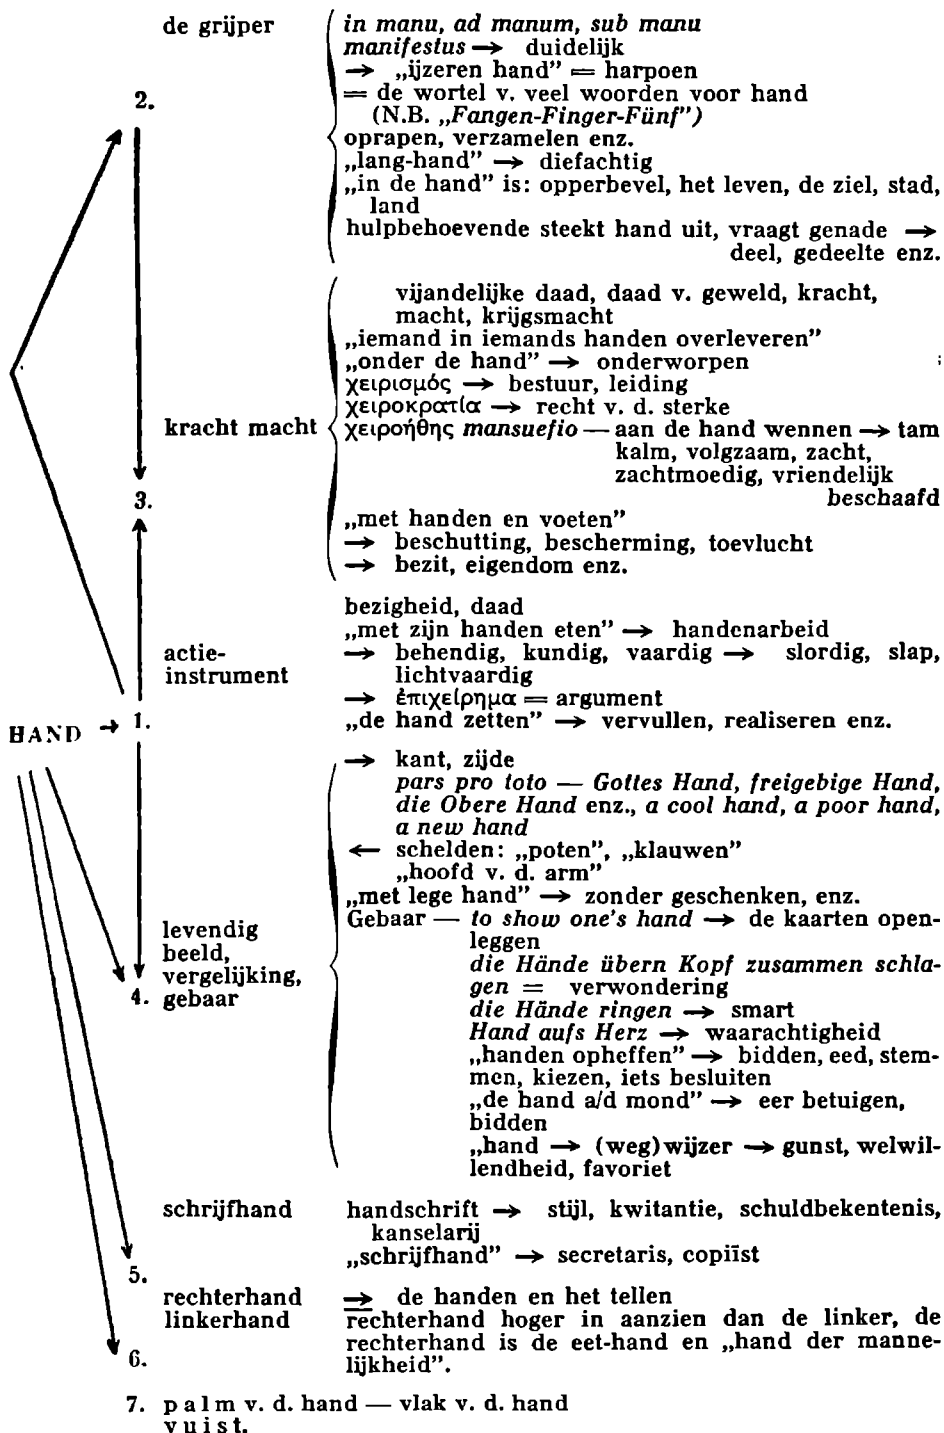 de grijper
in manu, ad manum, sub manu
manifestus → duidelijk
→ „ijzeren hand” = harpoen
2.
= de wortel v. veel woorden voor hand
(N.B. „Fangen-Finger-Fünf”)
oprapen, verzamelen enz.
„lang-hand” → diefachtig
„in de hand” is: opperbevel, het leven, de ziel, stad,
land
hulpbehoevende steekt hand uit, vraagt genade →
deel, gedeelte enz.
vijandelijke daad, daad v. geweld, kracht,
macht, krijgsmacht
„iemand in iemands handen overleveren”
„onder de hand” → onderworpen
χειρισμός → bestuur, leiding
χειροκρατία → recht v. d. sterke
kracht macht
χειροήθης mansuefio — aan de hand wennen → tam
kalm, volgzaam, zacht,
zachtmoedig, vriendelijk
beschaafd
3.
„met handen en voeten”
→ beschutting, bescherming, toevlucht
→ bezit, eigendom enz.
bezigheid, daad
„met zijn handen eten” → handenarbeid
actie-
instrument
→ behendig, kundig, vaardig → slordig, slap,
lichtvaardig
→ ἐπιχείρημα = argument
HAND → 1.
„de hand zetten” → vervullen, realiseren enz.
→ kant, zijde
pars pro toto — Gottes Hand, freigebige Hand,
die Obere Hand enz., a cool hand, a poor hand,
a new hand
← schelden: „poten”, „klauwen”
„hoofd v. d. arm”
„met lege hand” → zonder geschenken, enz.
levendig
beeld,
vergelijking,
4. gebaar
Gebaar — to show one's hand → de kaarten open-
leggen
die Hände übern Kopf zusammen schla-
gen = verwondering
die Hände ringen → smart
Hand aufs Herz → waarachtigheid
„handen opheffen” → bidden, eed, stem-
men, kiezen, iets besluiten
„de hand a/d mond” → eer betuigen,
bidden
„hand → (weg)wijzer → gunst, welwil-
lendheid, favoriet
schrijfhand
handschrift → stijl, kwitantie, schuldbekentenis,
kanselarij
„schrijfhand” → secretaris, copiïst
5.
rechterhand
linkerhand
→ de handen en het tellen
rechterhand hoger in aanzien dan de linker, de
rechterhand is de eet-hand en „hand der manne-
lijkheid”.
6.
7. palm v. d. hand — vlak v. d. hand
vuist.